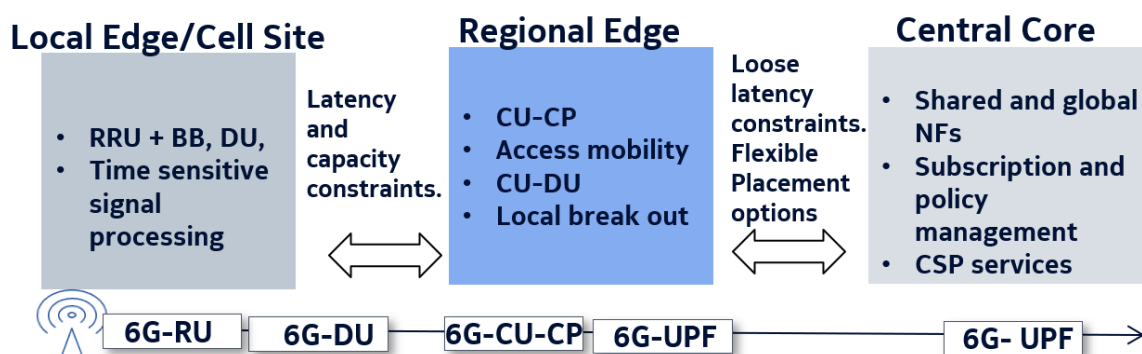 Local Edge/Cell Site
• RRU + BB, DU,
• Time sensitive
signal
processing
Latency
and
capacity
constraints.
Regional Edge
• CU-CP
• Access mobility
• CU-DU
• Local break out
Loose
latency
constraints.
Flexible
Placement
options
Central Core
• Shared and global
NFs
• Subscription and
policy
management
• CSP services
6G-RU
6G-DU
6G-CU-CP
6G-UPF
6G- UPF